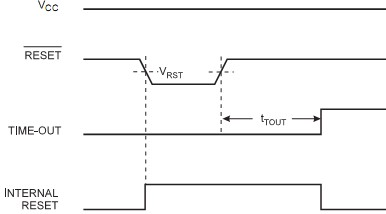 VCC
RESET
VRST
tTOUT
TIME-OUT
INTERNAL
RESET